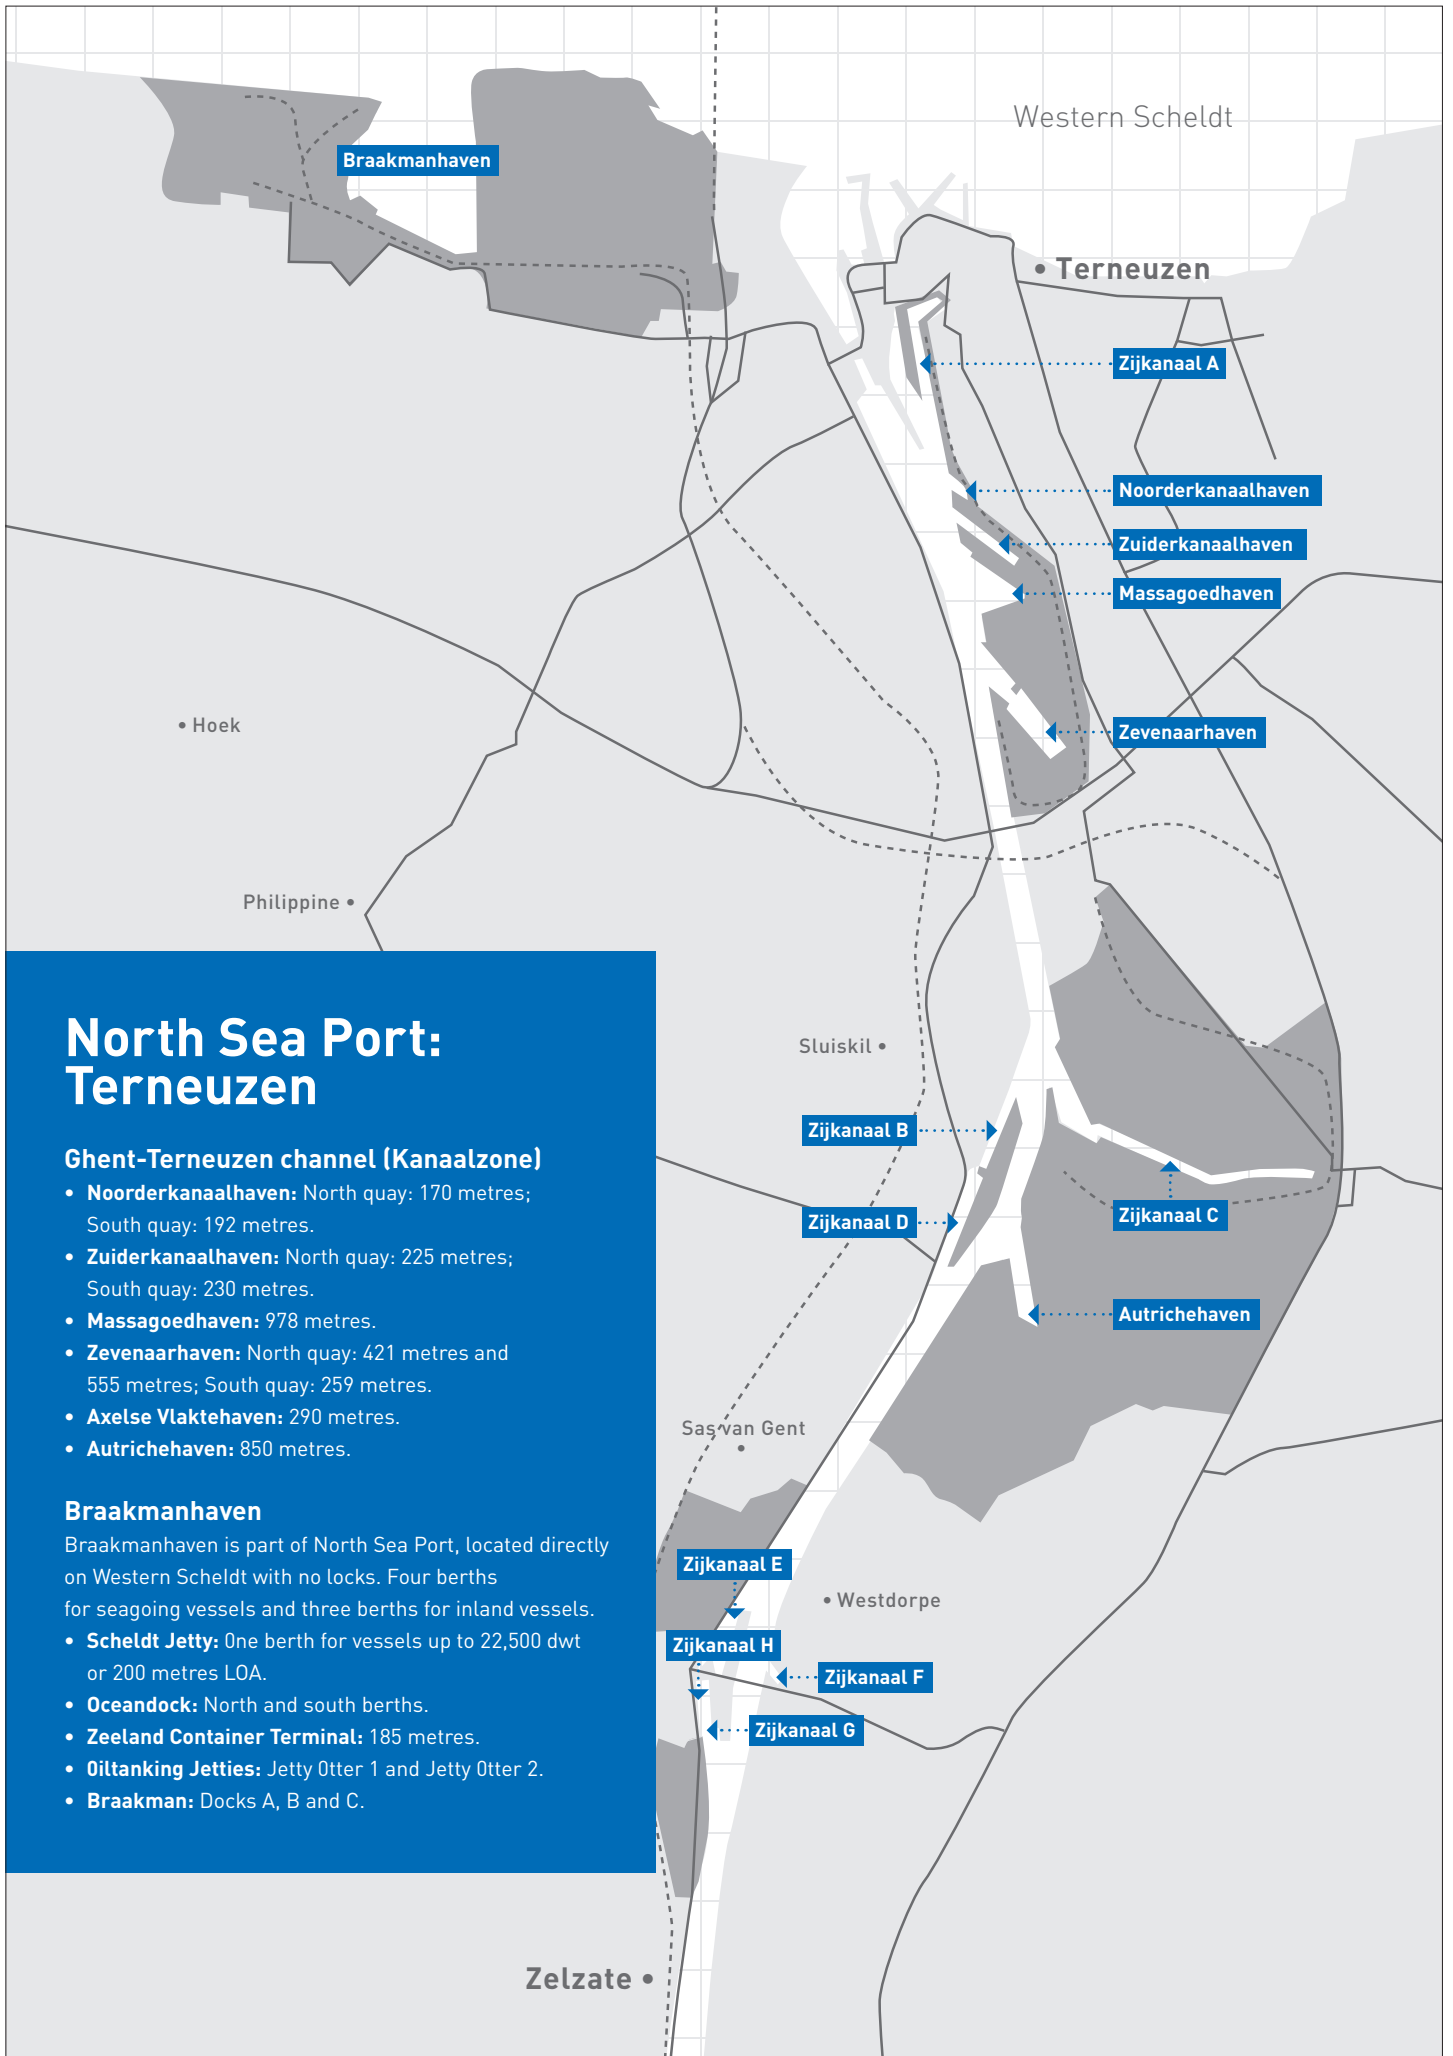 Western Scheldt
Braakmanhaven
• Terneuzen
Zijkanaal A
Noorderkanaalhaven
Zuiderkanaalhaven
Massagoedhaven
• Hoek
Zevenaarhaven
Philippine •
Sluiskil •
Zijkanaal B
Zijkanaal D
Zijkanaal C
Autrichehaven
Sas van Gent
Zijkanaal E
• Westdorpe
Zijkanaal H
Zijkanaal F
Zijkanaal G
Zelzate •
North Sea Port:
Terneuzen
Ghent-Terneuzen channel (Kanaalzone)
• Noorderkanaalhaven: North quay: 170 metres;
South quay: 192 metres.
• Zuiderkanaalhaven: North quay: 225 metres;
South quay: 230 metres.
• Massagoedhaven: 978 metres.
• Zevenaarhaven: North quay: 421 metres and
555 metres; South quay: 259 metres.
• Axelse Vlaktehaven: 290 metres.
• Autrichehaven: 850 metres.
Braakmanhaven
Braakmanhaven is part of North Sea Port, located directly
on Western Scheldt with no locks. Four berths
for seagoing vessels and three berths for inland vessels.
• Scheldt Jetty: One berth for vessels up to 22,500 dwt
or 200 metres LOA.
• Oceandock: North and south berths.
• Zeeland Container Terminal: 185 metres.
• Oiltanking Jetties: Jetty Otter 1 and Jetty Otter 2.
• Braakman: Docks A, B and C.